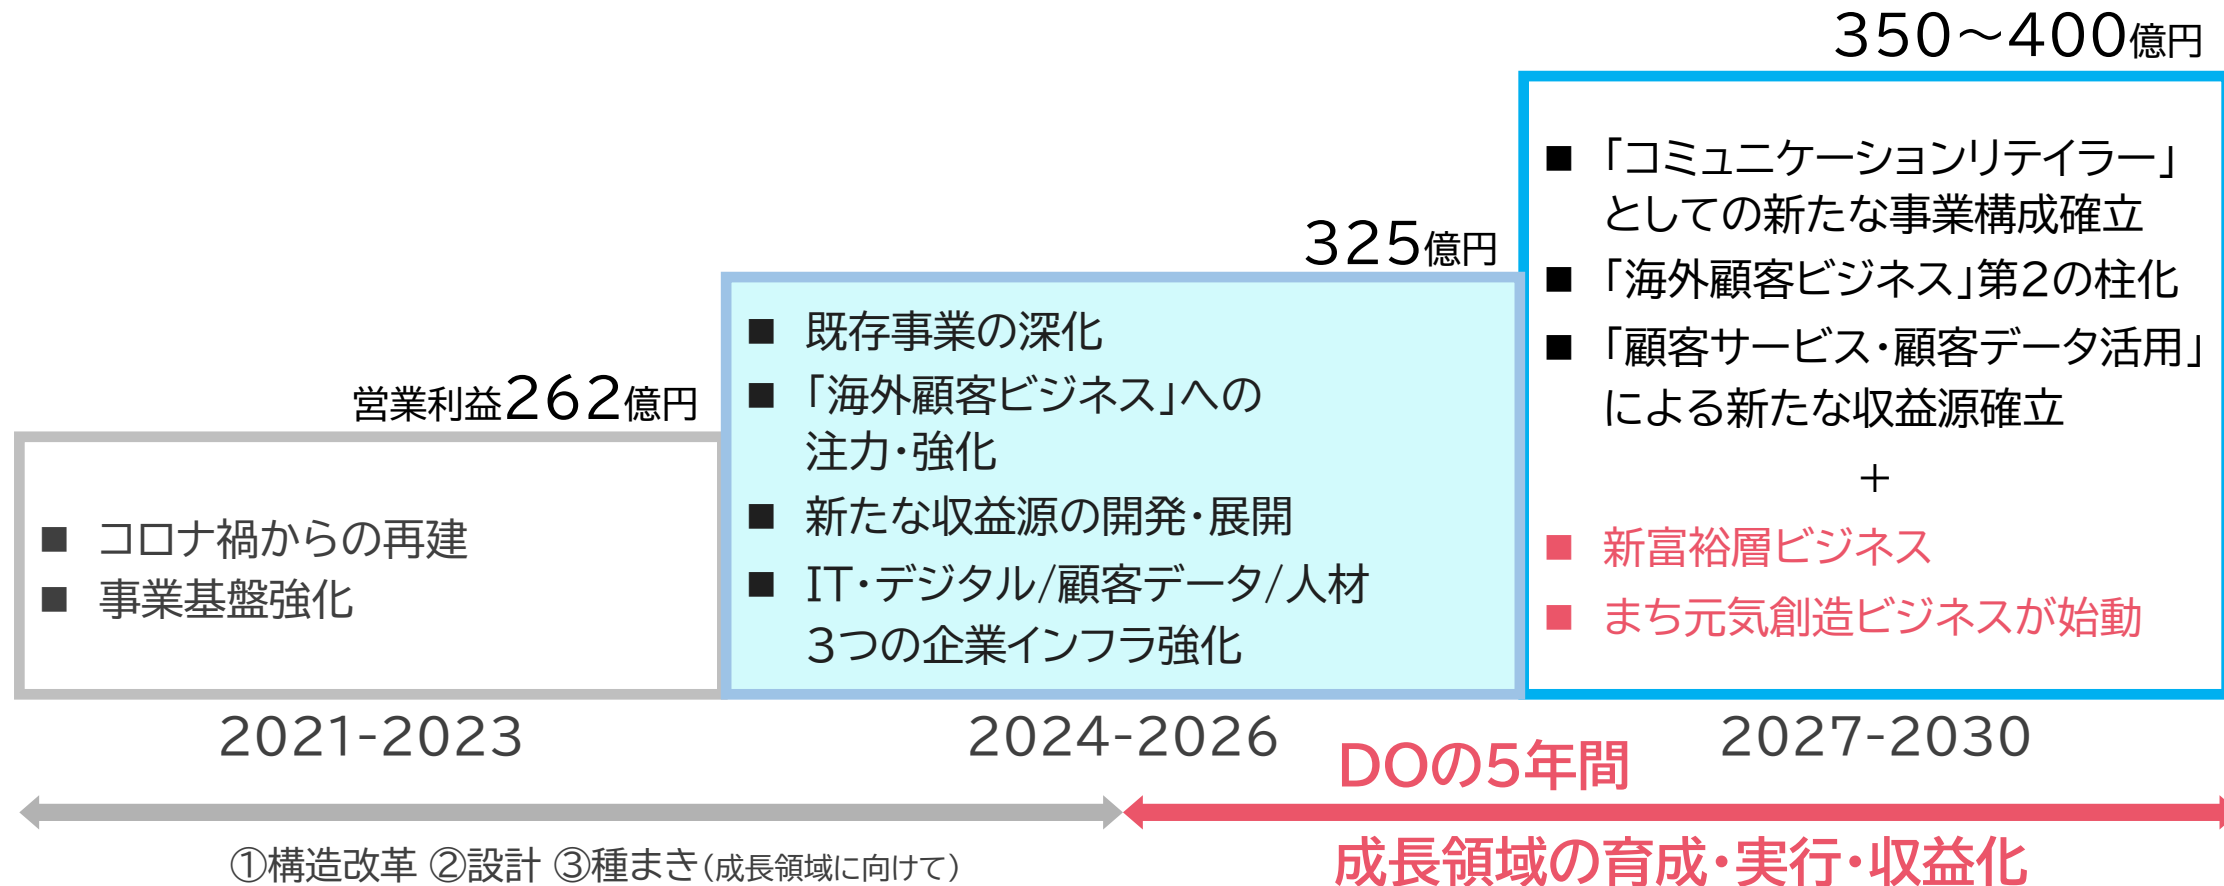 営業利益262億円
■ コロナ禍からの再建
■ 事業基盤強化
2021-2023
325億円
■ 既存事業の深化
■ 「海外顧客ビジネス」への
注力・強化
■ 新たな収益源の開発・展開
■ IT・デジタル/顧客データ/人材
3つの企業インフラ強化
2024-2026
350～400億円
■ 「コミュニケーションリテイラー」
としての新たな事業構成確立
■ 「海外顧客ビジネス」第2の柱化
■ 「顧客サービス・顧客データ活用」
による新たな収益源確立
＋
■ 新富裕層ビジネス
■ まち元気創造ビジネスが始動
2027-2030
①構造改革 ②設計 ③種まき（成長領域に向けて）
DOの5年間
成長領域の育成・実行・収益化